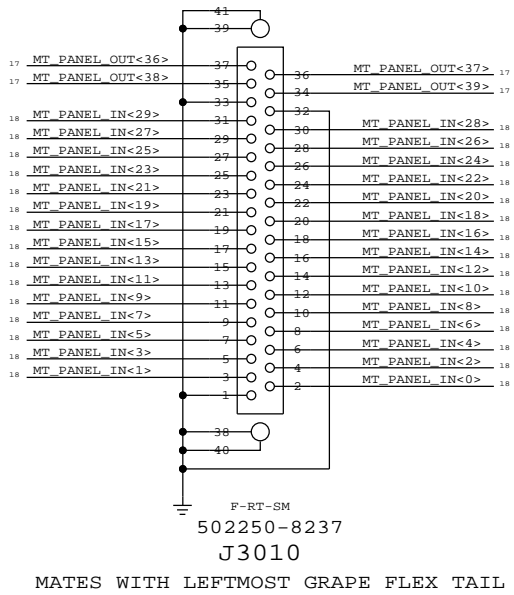 41
39
17 MT_PANEL_OUT<36> 37
36 MT_PANEL_OUT<37> 17
17 MT_PANEL_OUT<38> 35
34 MT_PANEL_OUT<39> 17
33
32
18 MT_PANEL_IN<29> 31
30 MT_PANEL_IN<28> 18
18 MT_PANEL_IN<27> 29
28 MT_PANEL_IN<26> 18
18 MT_PANEL_IN<25> 27
26 MT_PANEL_IN<24> 18
18 MT_PANEL_IN<23> 25
24 MT_PANEL_IN<22> 18
18 MT_PANEL_IN<21> 23
22 MT_PANEL_IN<20> 18
18 MT_PANEL_IN<19> 21
20 MT_PANEL_IN<18> 18
18 MT_PANEL_IN<17> 19
18 MT_PANEL_IN<16> 18
18 MT_PANEL_IN<15> 17
16 MT_PANEL_IN<14> 18
18 MT_PANEL_IN<13> 15
14 MT_PANEL_IN<12> 18
18 MT_PANEL_IN<11> 13
12 MT_PANEL_IN<10> 18
18 MT_PANEL_IN<9> 11
10 MT_PANEL_IN<8> 18
18 MT_PANEL_IN<7> 9
8 MT_PANEL_IN<6> 18
18 MT_PANEL_IN<5> 7
6 MT_PANEL_IN<4> 18
18 MT_PANEL_IN<3> 5
4 MT_PANEL_IN<2> 18
18 MT_PANEL_IN<1> 3
2 MT_PANEL_IN<0> 18
1
38
40
F-RT-SM
502250-8237
J3010
MATES WITH LEFTMOST GRAPE FLEX TAIL